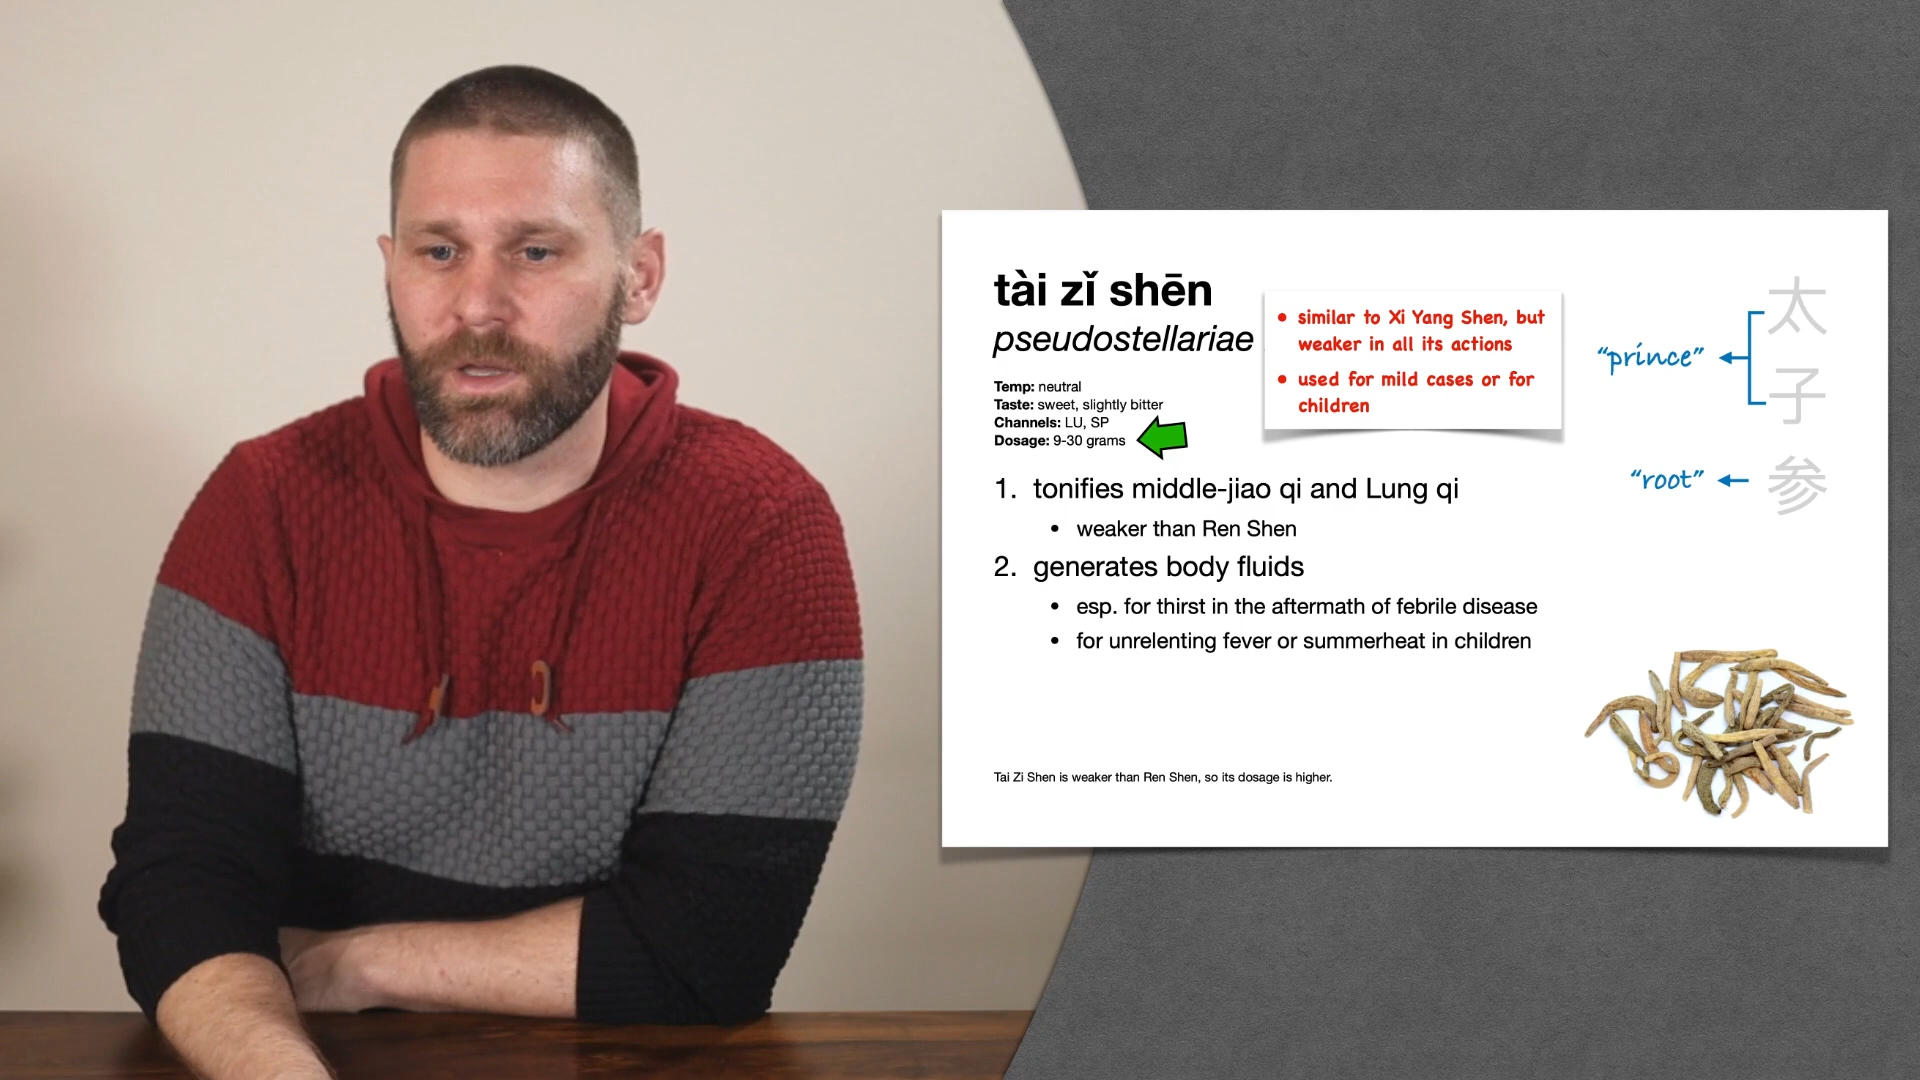 tài zǐ shēn
pseudostellariae
Temp: neutral
Taste: sweet, slightly bitter
Channels: LU, SP
Dosage: 9-30 grams
• similar to Xi Yang Shen, but
weaker in all its actions
• used for mild cases or for
children
“prince”
“root”
太
子
参
1. tonifies middle-jiao qi and Lung qi
• weaker than Ren Shen
2. generates body fluids
• esp. for thirst in the aftermath of febrile disease
• for unrelenting fever or summerheat in children
Tai Zi Shen is weaker than Ren Shen, so its dosage is higher.